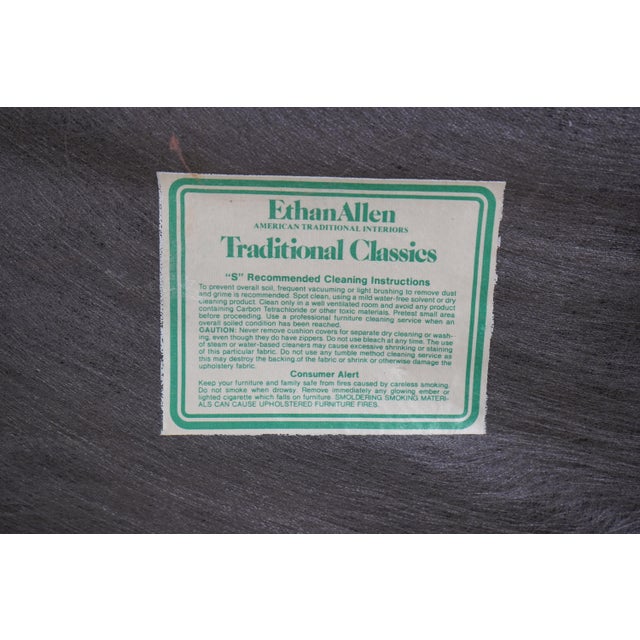 EthanAllen
AMERICAN TRADITIONAL INTERIORS
Traditional Classics
"S" Recommended Cleaning Instructions
To prevent overall soil, frequent vacuuming or light brushing to remove dust
and grime is recommended. Spot clean, using a mild water-free solvent or dry
cleaning product. Clean only in a well ventilated room and avoid any product
containing Carbon Tetrachloride or other toxic materials. Pretest small area
before proceeding. Use a professional furniture cleaning service when an
overall soiled condition has been reached.
CAUTION: Never remove cushion covers for separate dry cleaning or wash-
ing, even though they do have zippers. Do not use bleach at any time. The use
of steam or water-based cleaners may cause excessive shrinking or staining
of this particular fabric. Do not use any tumble method cleaning service as
this may destroy the backing of the fabric or shrink or otherwise damage the
upholstery fabric.
Consumer Alert
Keep your furniture and family safe from fires caused by careless smoking.
Do not smoke when drowsy. Remove immediately any glowing ember or
lighted cigarette which falls on furniture. SMOLDERING SMOKING MATERI-
ALS CAN CAUSE UPHOLSTERED FURNITURE FIRES.